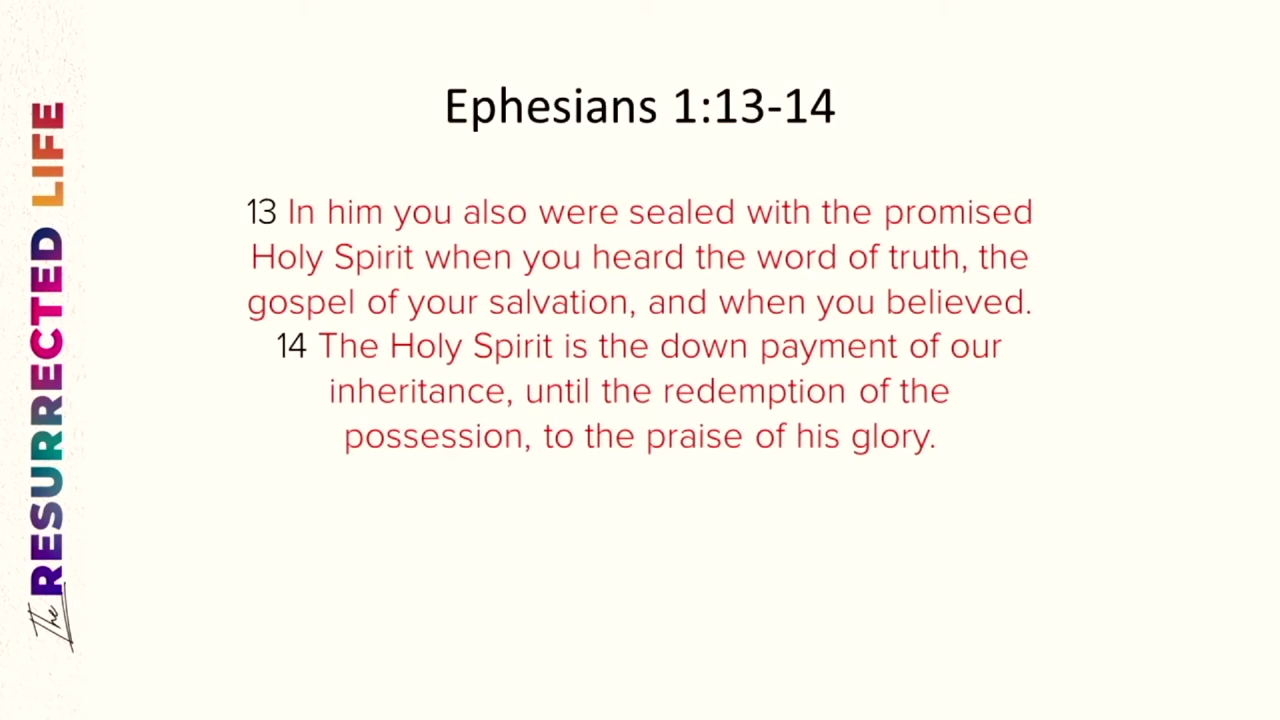 Ephesians 1:13-14
13 In him you also were sealed with the promised
Holy Spirit when you heard the word of truth, the
gospel of your salvation, and when you believed.
14 The Holy Spirit is the down payment of our
inheritance, until the redemption of the
possession, to the praise of his glory.
The RESURRECTED LIFE